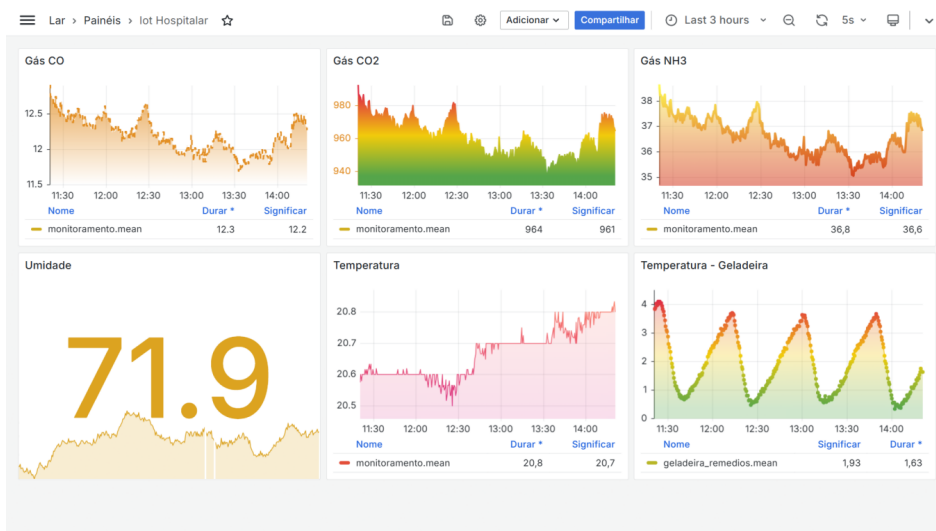 Lar > Painéis > Iot Hospitalar Adicionar Compartilhar Last 3 hours 5s
Gás CO
12.5
12
11.5
11:30 12:00 12:30 13:00 13:30 14:00
Nome Durar * Significar
monitoramento.mean 12.3 12.2
Gás CO2
980
960
940
11:30 12:00 12:30 13:00 13:30 14:00
Nome Durar * Significar
monitoramento.mean 964 961
Gás NH3
38
37
36
35
11:30 12:00 12:30 13:00 13:30 14:00
Nome Durar * Significar
monitoramento.mean 36,8 36,6
Umidade
71.9
Temperatura
20.8
20.7
20.6
20.5
11:30 12:00 12:30 13:00 13:30 14:00
Nome Durar * Significar
monitoramento.mean 20,8 20,7
Temperatura - Geladeira
4
3
2
1
0
11:30 12:00 12:30 13:00 13:30 14:00
Nome Significar Durar *
geladeira_remedios.mean 1,93 1,63